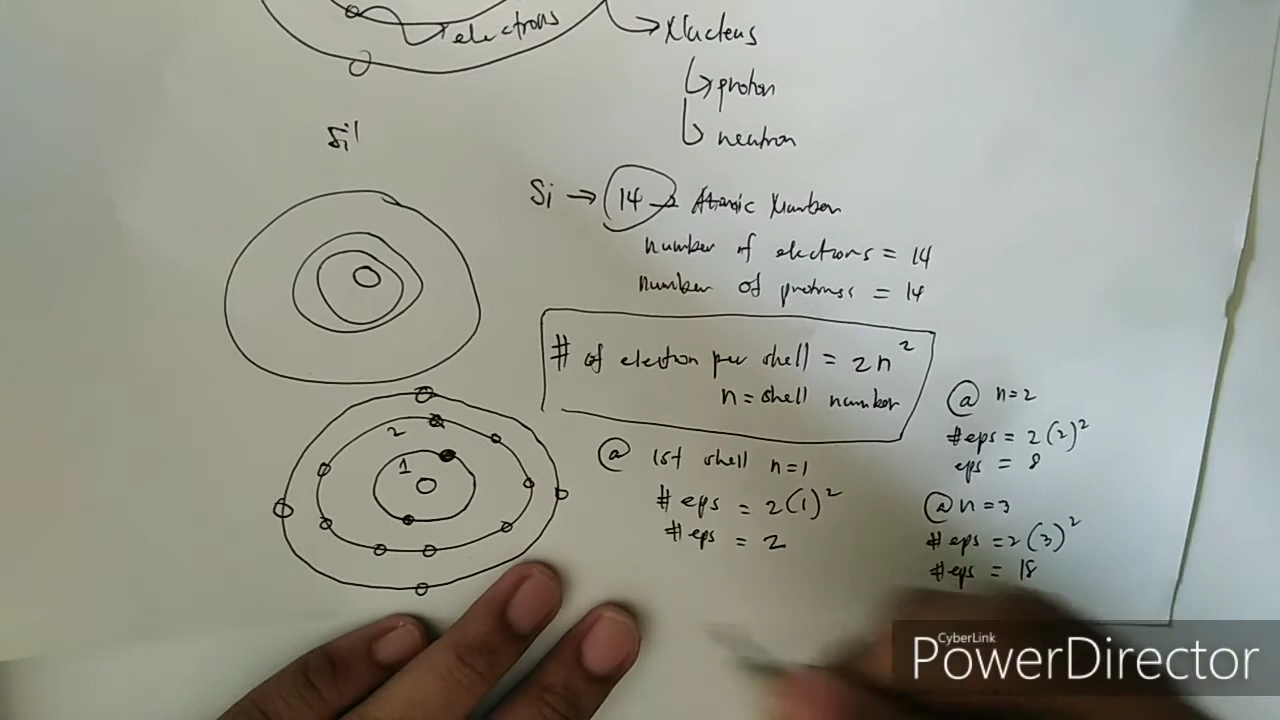 electrons
Nucleus
proton
neutron
Si
Si → 14 → Atomic Number
number of electrons = 14
number of protons = 14
# of electron per shell = 2n²
n = shell number
2
1
@ 1st shell n=1
# eps = 2(1)²
# eps = 2
@ n=2
#eps = 2(2)²
eps = 8
@ n=3
# eps = 2(3)²
# eps = 18
CyberLink
PowerDirector